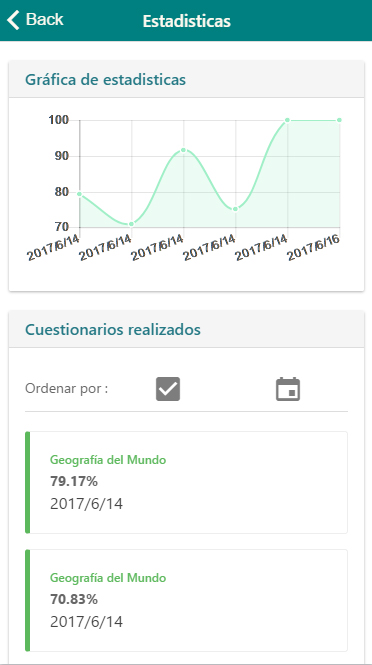 Back
Estadisticas
Gráfica de estadisticas
100
90
80
70
2017/6/14
2017/6/14
2017/6/14
2017/6/14
2017/6/14
2017/6/16
Cuestionarios realizados
Ordenar por :
Geografía del Mundo
79.17%
2017/6/14
Geografía del Mundo
70.83%
2017/6/14